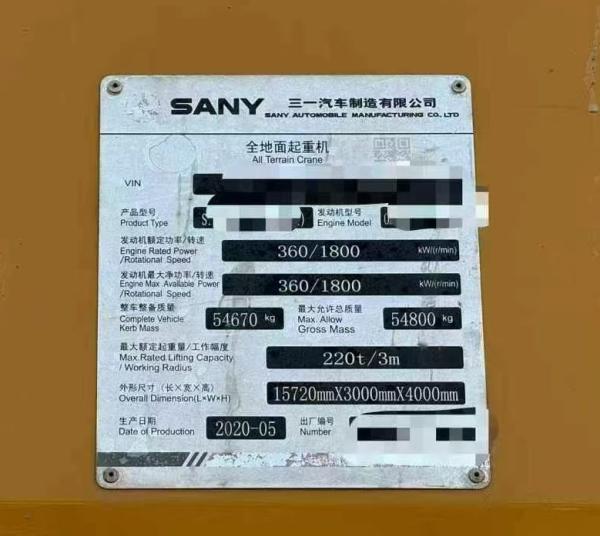 SANY 三一汽车制造有限公司
SANY AUTOMOBILE MANUFACTURING CO., LTD
全地面起重机
All Terrain Crane
VIN
产品型号 发动机型号
Product Type Engine Model
发动机额定功率/转速
Engine Rated Power
/Rotational Speed
360/1800 kW/(r/min)
发动机最大净功率/转速
Engine Max. Available Power
/Rotational Speed
360/1800 kW/(r/min)
整车整备质量
Complete Vehicle
Kerb Mass
54670 kg
最大允许总质量
Max. Allow
Gross Mass
54800 kg
最大额定起重量/工作幅度
Max.Rated Lifting Capacity
/ Working Radius
220t/3m
外形尺寸 (长×宽×高)
Overall Dimension(L×W×H)
15720mmX3000mmX4000mm
生产日期
Date of Production
2020-05
出厂编号
Number